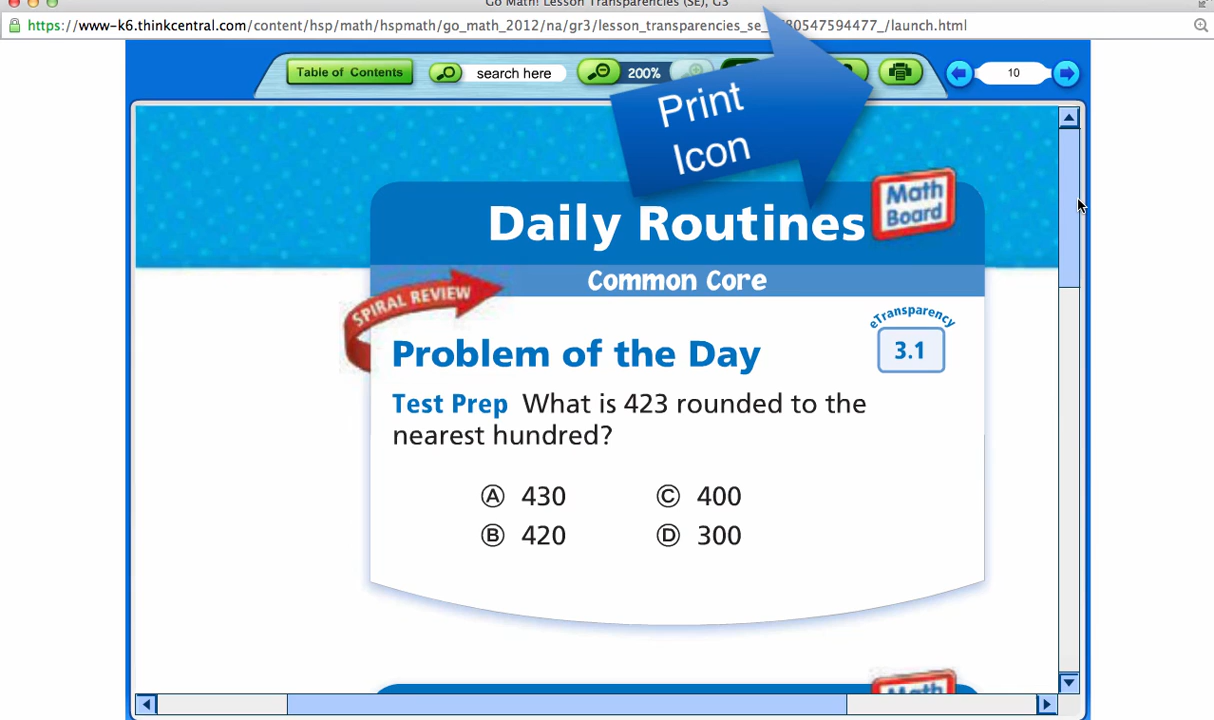 Go Math! Lesson Transparencies (SE), G3
https://www-k6.thinkcentral.com/content/hsp/math/hspmath/go_math_2012/na/gr3/lesson_transparencies_se_ 80547594477_/launch.html
Table of Contents search here 200% 10
Print
Icon
Math
Board
Daily Routines
Common Core
SPIRAL REVIEW
eTransparency
3.1
Problem of the Day
Test Prep What is 423 rounded to the
nearest hundred?
Ⓐ 430 Ⓒ 400
Ⓑ 420 Ⓓ 300
Math